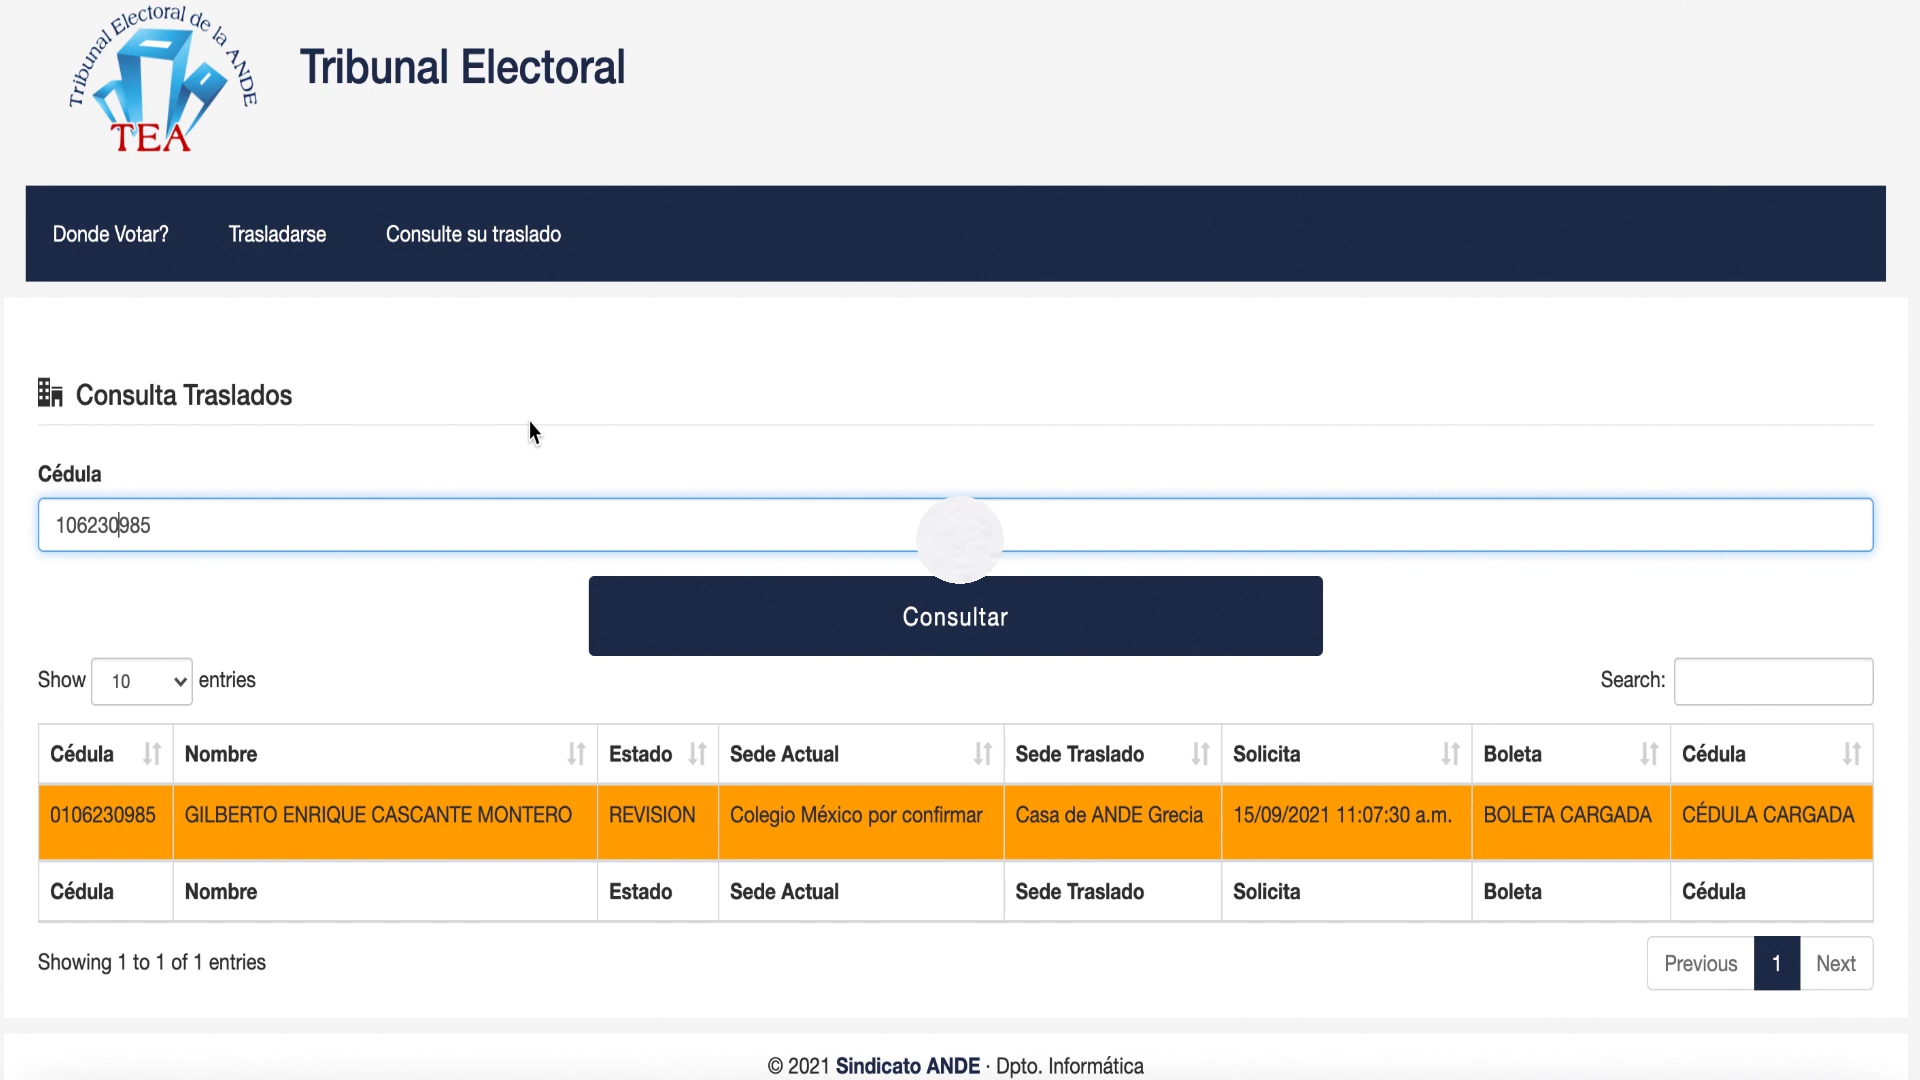 Tribunal Electoral de la ANDE
TEA
Tribunal Electoral
Donde Votar? Trasladarse Consulte su traslado
Consulta Traslados
Cédula
106230985
Consultar
Show 10 entries Search:
Cédula Nombre Estado Sede Actual Sede Traslado Solicita Boleta Cédula
0106230985 GILBERTO ENRIQUE CASCANTE MONTERO REVISION Colegio México por confirmar Casa de ANDE Grecia 15/09/2021 11:07:30 a.m. BOLETA CARGADA CÉDULA CARGADA
Cédula Nombre Estado Sede Actual Sede Traslado Solicita Boleta Cédula
Showing 1 to 1 of 1 entries Previous 1 Next
© 2021 Sindicato ANDE · Dpto. Informática